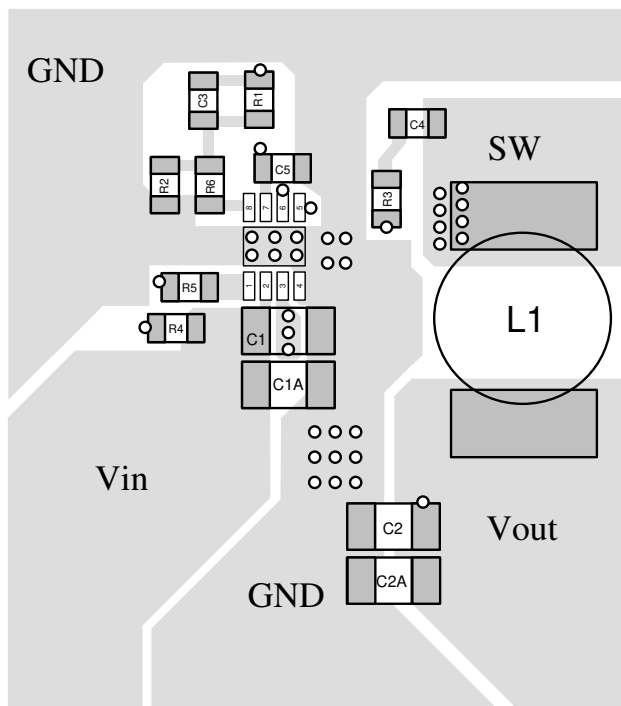 GND
C3
R1
C4
SW
C5
R2
R6
R3
8 7 6 5
R5
1 2 3 4
L1
R4
C1
C1A
Vin
C2
Vout
C2A
GND